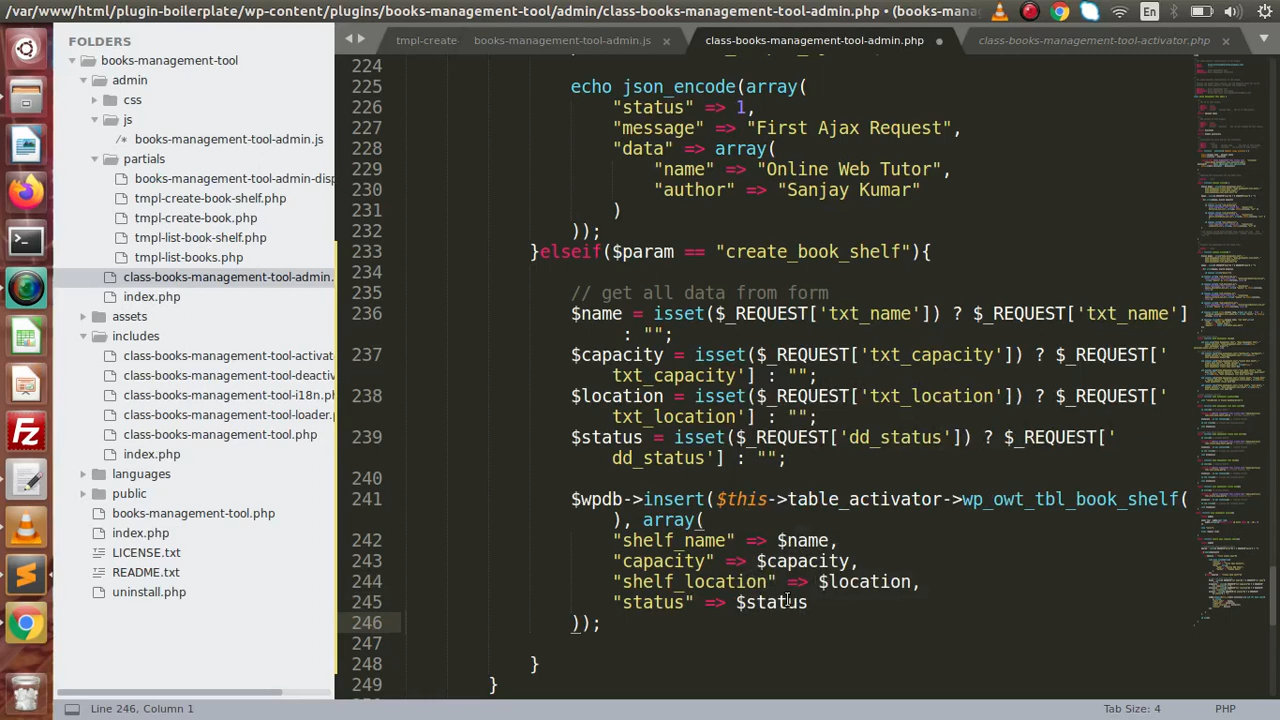 /var/www/html/plugin-boilerplate/wp-content/plugins/books-management-tool/admin/class-books-management-tool-admin.php • (books-mana
En
FOLDERS
books-management-tool
admin
css
js
/* books-management-tool-admin.js
partials
books-management-tool-admin-disp
tmpl-create-book-shelf.php
tmpl-create-book.php
tmpl-list-book-shelf.php
tmpl-list-books.php
class-books-management-tool-admin.
index.php
assets
includes
class-books-management-tool-activat
class-books-management-tool-deactiv
class-books-management-tool-i18n.ph
class-books-management-tool-loader.
class-books-management-tool.php
index.php
languages
public
books-management-tool.php
index.php
LICENSE.txt
README.txt
uninstall.php
tmpl-create- books-management-tool-admin.js × class-books-management-tool-admin.php • class-books-management-tool-activator.php ×
224
225 echo json_encode(array(
226 "status" => 1,
227 "message" => "First Ajax Request",
228 "data" => array(
229 "name" => "Online Web Tutor",
230 "author" => "Sanjay Kumar"
231 )
232 ));
233 }elseif($param == "create_book_shelf"){
234
235 all data from form
236 $name = isset($_REQUEST['txt_name']) ? $_REQUEST['txt_name']
: "";
237 $capacity = isset($_REQUEST['txt_capacity']) ? $_REQUEST['
txt_capacity'] : "";
238 $location = isset($_REQUEST['txt_location']) ? $_REQUEST['
txt_location'] : "";
239 $status = isset($_REQUEST['dd_status']) ? $_REQUEST['
dd_status'] : "";
240
241 $wpdb->insert($this->table_activator->wp_owt_tbl_book_shelf(
), array(
242 "shelf_name" => $name,
243 "capacity" => $capacity,
244 "shelf_location" => $location,
245 "status" => $status
246 ));
247
248 }
249 }
Line 246, Column 1
Tab Size: 4
PHP